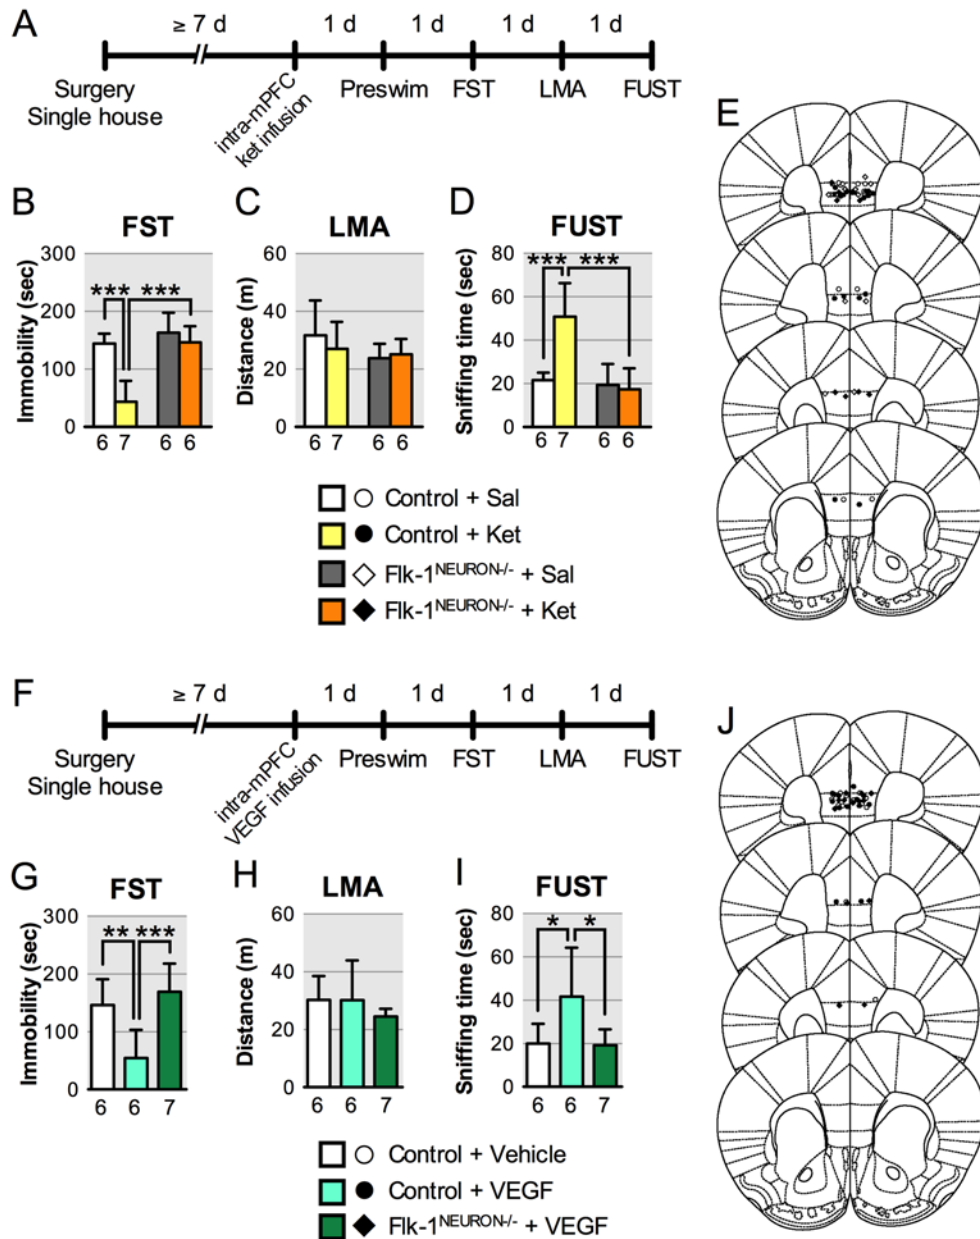 A
≥ 7 d 1 d 1 d 1 d 1 d
Surgery
Single house
intra-mPFC
ket infusion
Preswim FST LMA FUST
B
FST
Immobility (sec)
300
200
100
0
*** ***
6 7 6 6
C
LMA
Distance (m)
60
40
20
0
6 7 6 6
D
FUST
Sniffing time (sec)
80
60
40
20
0
*** ***
6 7 6 6
E
Control + Sal
Control + Ket
Flk-1NEURON-/- + Sal
Flk-1NEURON-/- + Ket
F
≥ 7 d 1 d 1 d 1 d 1 d
Surgery
Single house
intra-mPFC
VEGF infusion
Preswim FST LMA FUST
G
FST
Immobility (sec)
300
200
100
0
** ***
6 6 7
H
LMA
Distance (m)
60
40
20
0
6 6 7
I
FUST
Sniffing time (sec)
80
60
40
20
0
* *
6 6 7
J
Control + Vehicle
Control + VEGF
Flk-1NEURON-/- + VEGF